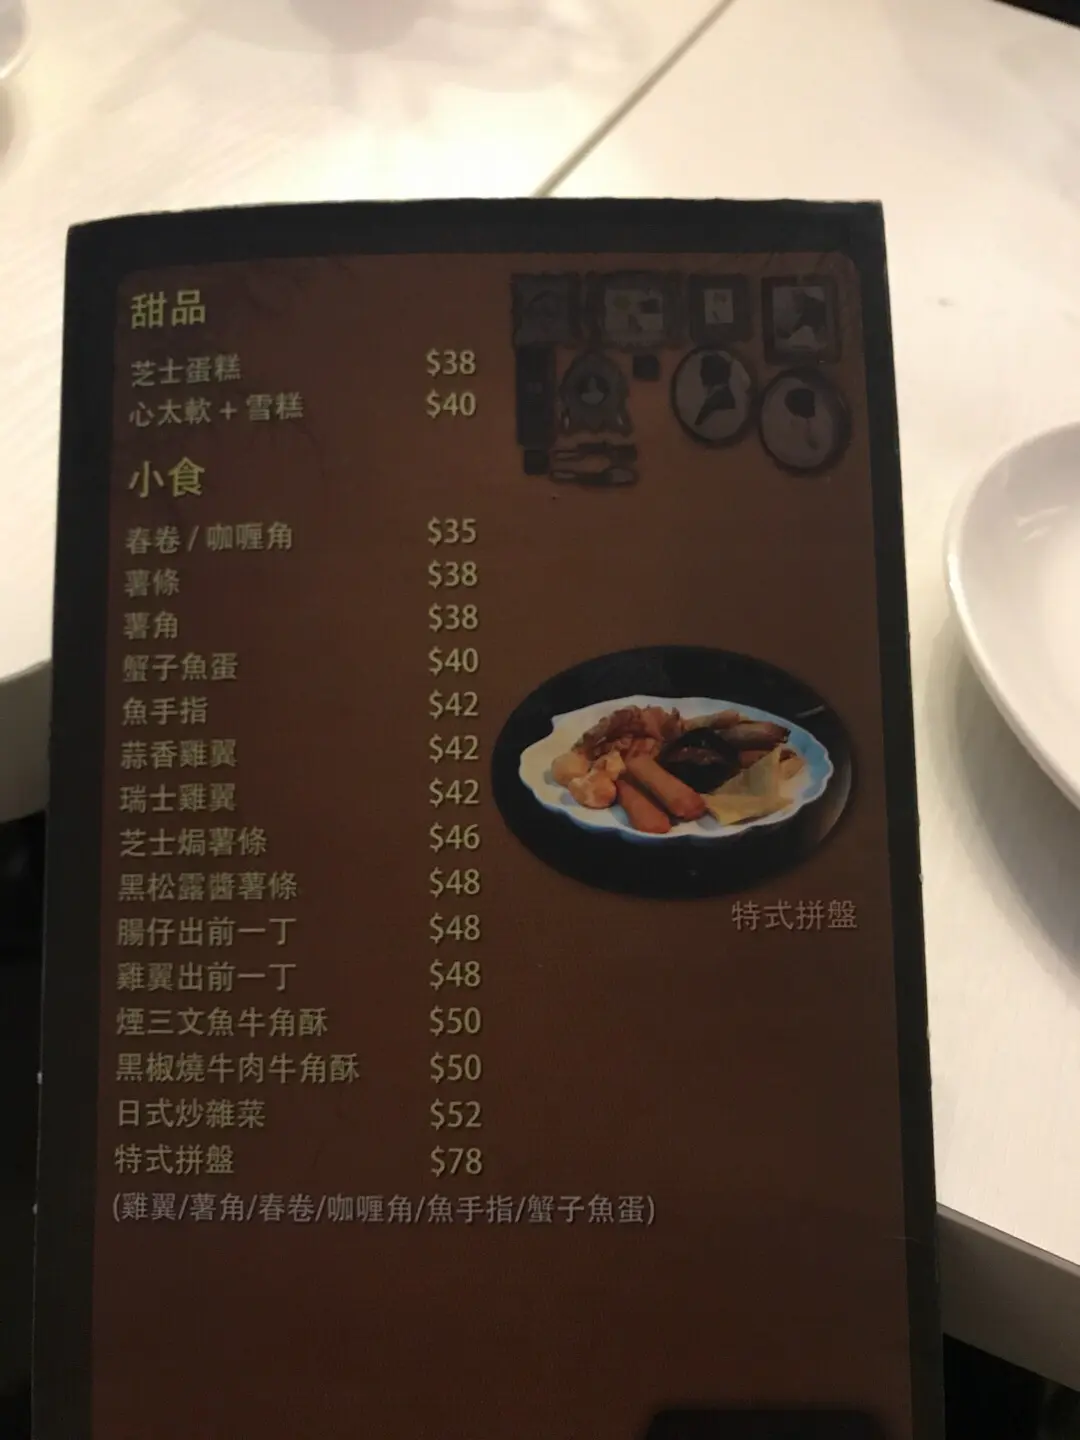 甜品
芝士蛋糕 $38
心太軟 + 雪糕 $40
小食
春卷 / 咖喱角 $35
薯條 $38
薯角 $38
蟹子魚蛋 $40
魚手指 $42
蒜香雞翼 $42
瑞士雞翼 $42
芝士焗薯條 $46
黑松露醬薯條 $48
腸仔出前一丁 $48
雞翼出前一丁 $48
煙三文魚牛角酥 $50
黑椒燒牛肉牛角酥 $50
日式炒雜菜 $52
特式拼盤 $78
(雞翼/薯角/春卷/咖喱角/魚手指/蟹子魚蛋)
特式拼盤